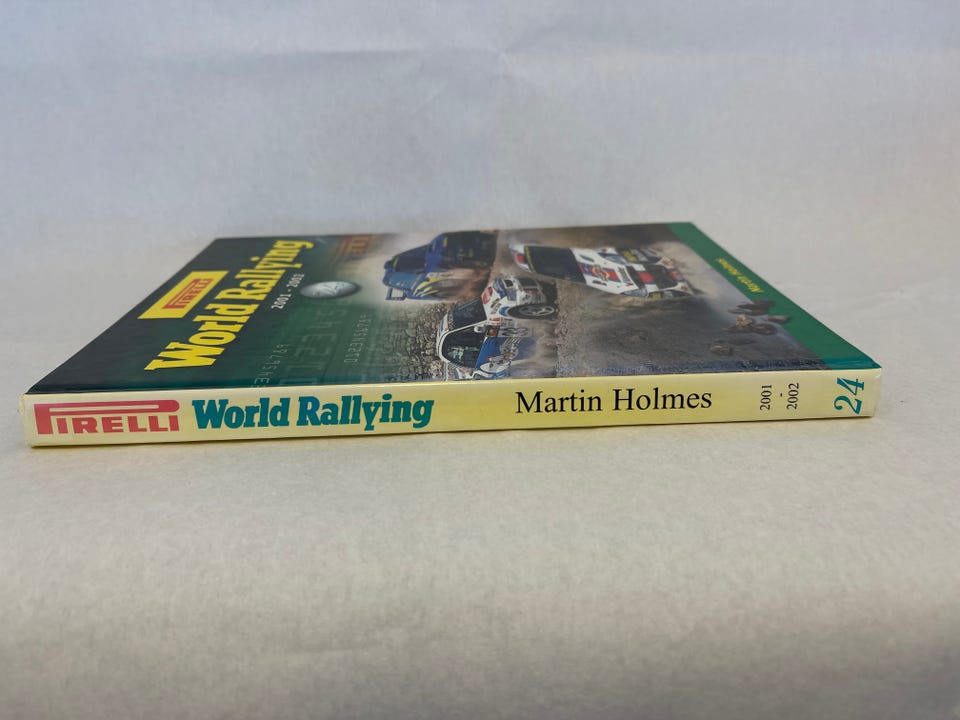 PIRELLI
World Rallying
2001 - 2002
PIRELLI World Rallying Martin Holmes 2001 - 2002 24